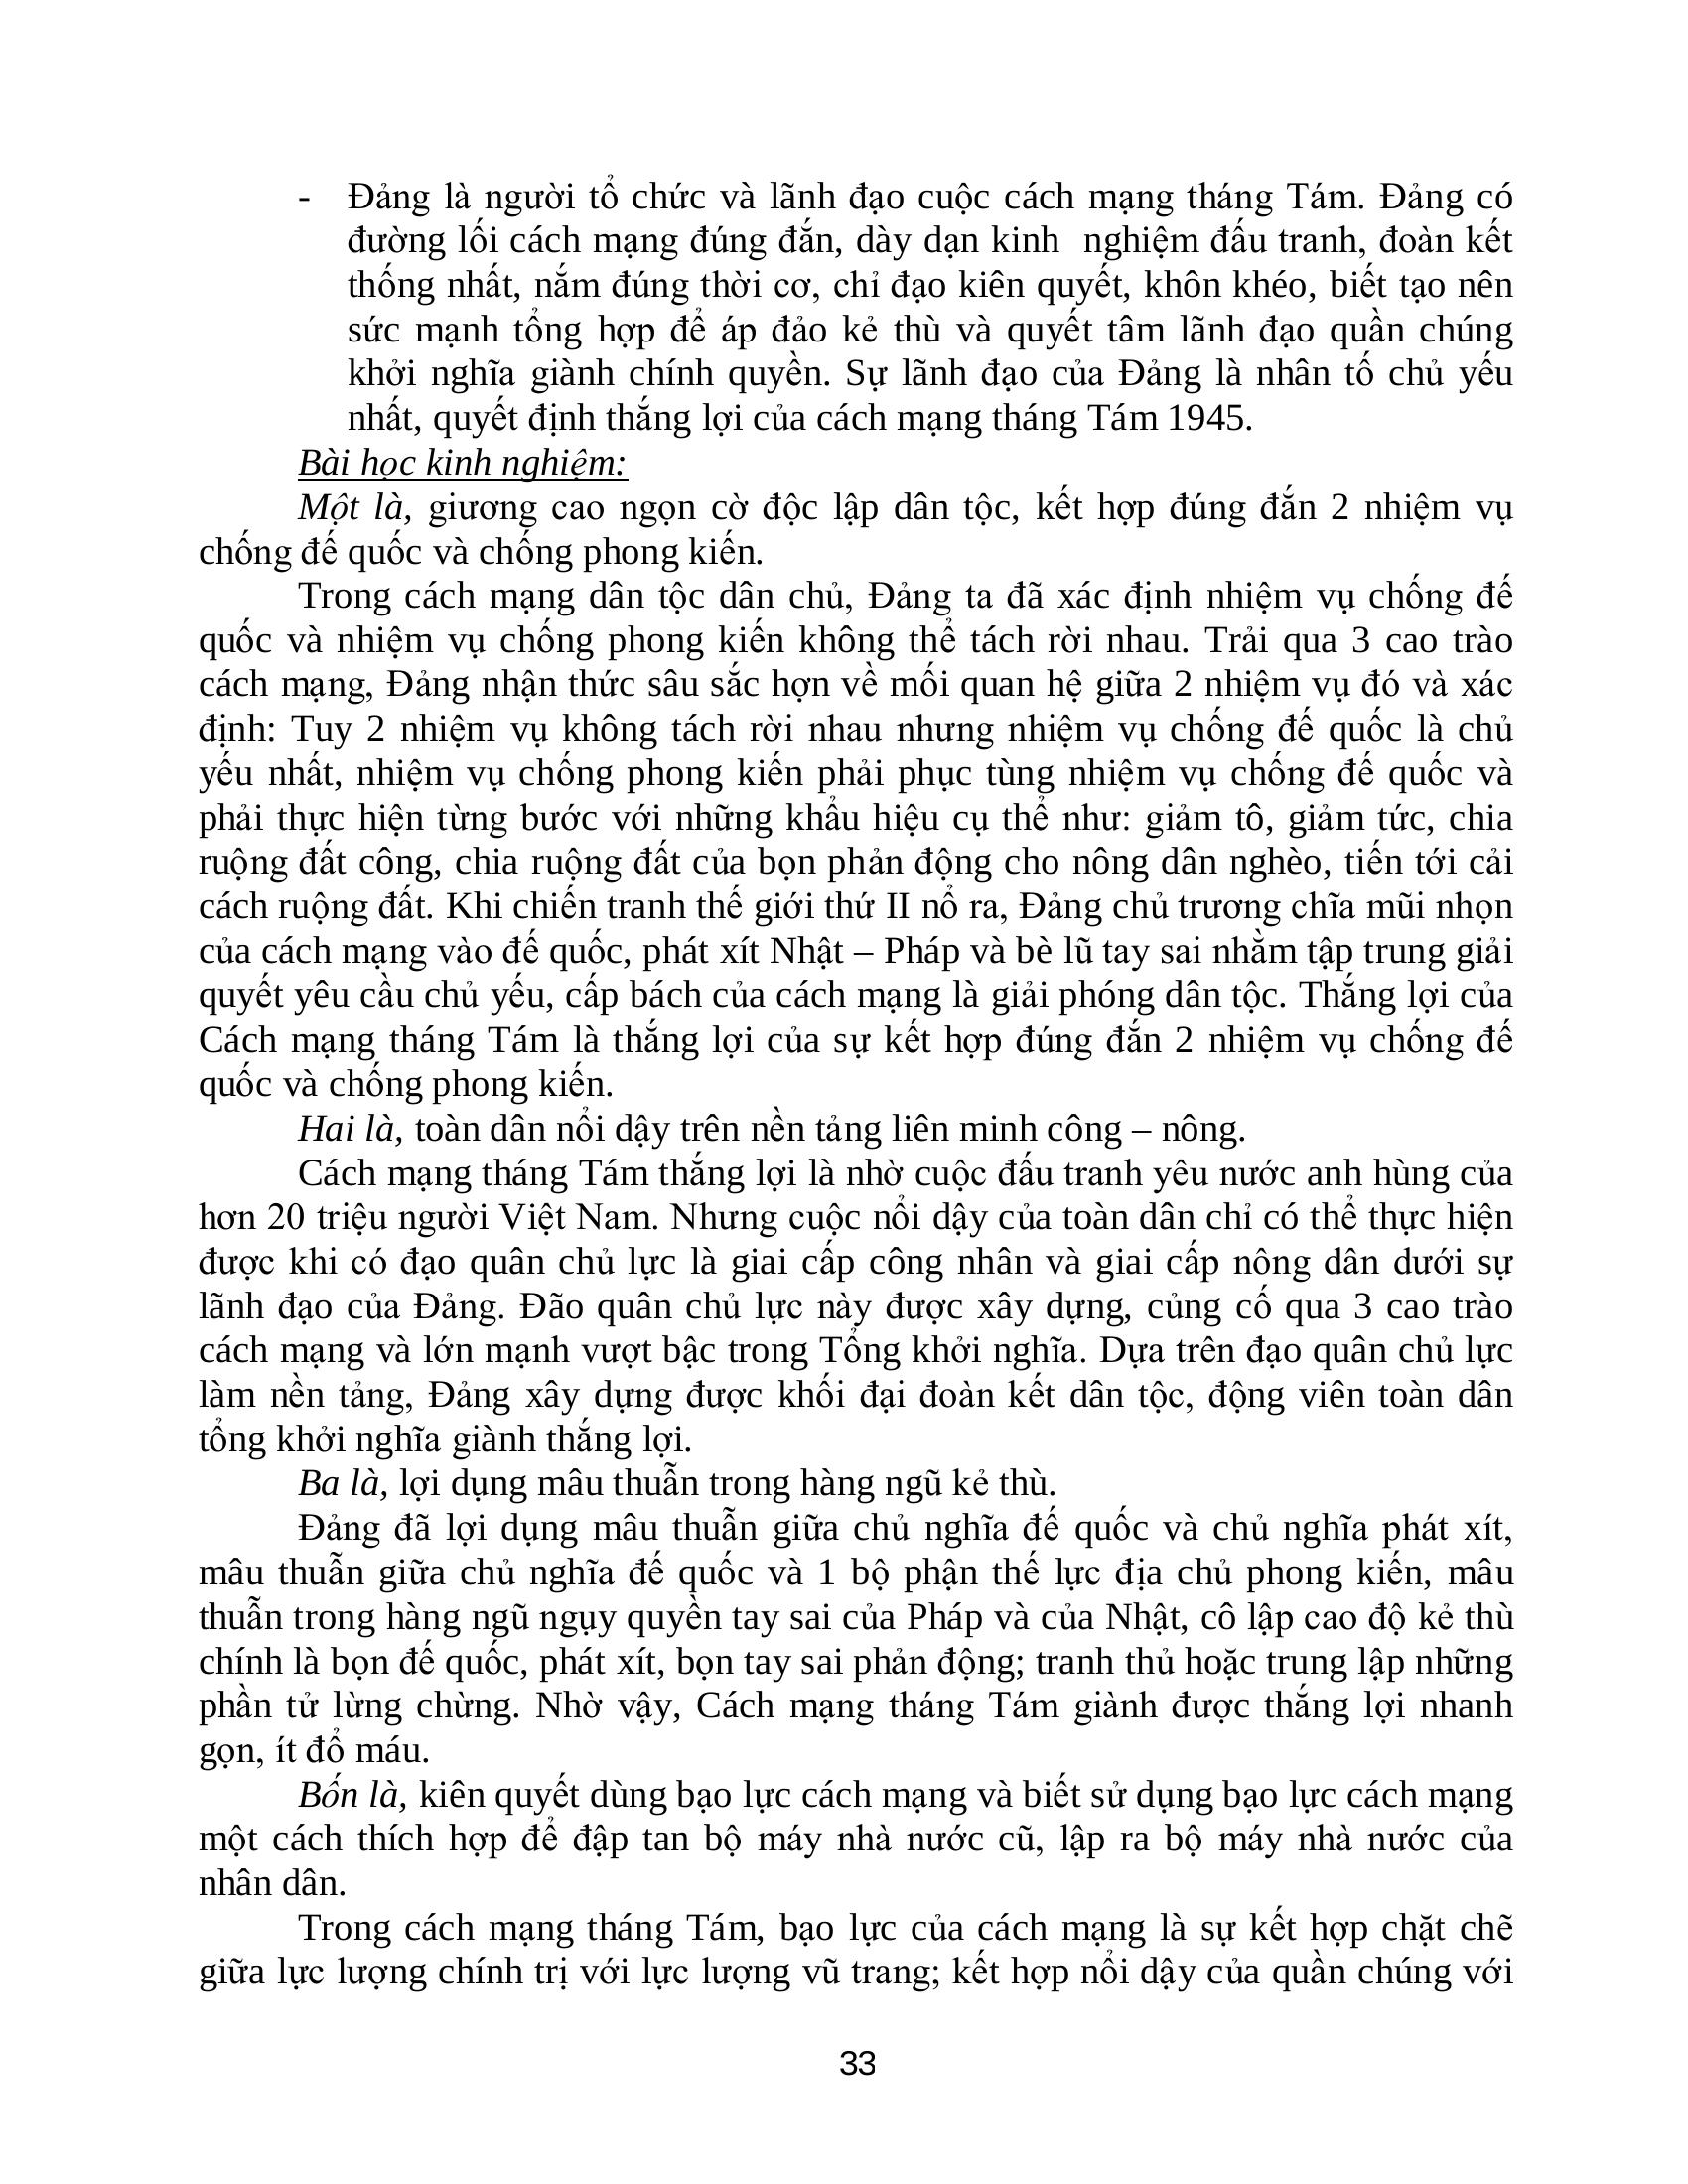 - Đảng là người tổ chức và lãnh đạo cuộc cách mạng tháng Tám. Đảng có
đường lối cách mạng đúng đắn, dày dạn kinh  nghiệm đấu tranh, đoàn kết
thống nhất, nắm đúng thời cơ, chỉ đạo kiên quyết, khôn khéo, biết tạo nên
sức mạnh tổng hợp để áp đảo kẻ thù và quyết tâm lãnh đạo quần chúng
khởi nghĩa giành chính quyền. Sự lãnh đạo của Đảng là nhân tố chủ yếu
nhất, quyết định thắng lợi của cách mạng tháng Tám 1945.
Bài học kinh nghiệm:
Một là, giương cao ngọn cờ độc lập dân tộc, kết hợp đúng đắn 2 nhiệm vụ
chống đế quốc và chống phong kiến.
Trong cách mạng dân tộc dân chủ, Đảng ta đã xác định nhiệm vụ chống đế
quốc và nhiệm vụ chống phong kiến không thể tách rời nhau. Trải qua 3 cao trào
cách mạng, Đảng nhận thức sâu sắc hợn về mối quan hệ giữa 2 nhiệm vụ đó và xác
định: Tuy 2 nhiệm vụ không tách rời nhau nhưng nhiệm vụ chống đế quốc là chủ
yếu nhất, nhiệm vụ chống phong kiến phải phục tùng nhiệm vụ chống đế quốc và
phải thực hiện từng bước với những khẩu hiệu cụ thể như: giảm tô, giảm tức, chia
ruộng đất công, chia ruộng đất của bọn phản động cho nông dân nghèo, tiến tới cải
cách ruộng đất. Khi chiến tranh thế giới thứ II nổ ra, Đảng chủ trương chĩa mũi nhọn
của cách mạng vào đế quốc, phát xít Nhật – Pháp và bè lũ tay sai nhằm tập trung giải
quyết yêu cầu chủ yếu, cấp bách của cách mạng là giải phóng dân tộc. Thắng lợi của
Cách mạng tháng Tám là thắng lợi của sự kết hợp đúng đắn 2 nhiệm vụ chống đế
quốc và chống phong kiến.
Hai là, toàn dân nổi dậy trên nền tảng liên minh công – nông.
Cách mạng tháng Tám thắng lợi là nhờ cuộc đấu tranh yêu nước anh hùng của
hơn 20 triệu người Việt Nam. Nhưng cuộc nổi dậy của toàn dân chỉ có thể thực hiện
được khi có đạo quân chủ lực là giai cấp công nhân và giai cấp nông dân dưới sự
lãnh đạo của Đảng. Đão quân chủ lực này được xây dựng, củng cố qua 3 cao trào
cách mạng và lớn mạnh vượt bậc trong Tổng khởi nghĩa. Dựa trên đạo quân chủ lực
làm nền tảng, Đảng xây dựng được khối đại đoàn kết dân tộc, động viên toàn dân
tổng khởi nghĩa giành thắng lợi.
Ba là, lợi dụng mâu thuẫn trong hàng ngũ kẻ thù.
Đảng đã lợi dụng mâu thuẫn giữa chủ nghĩa đế quốc và chủ nghĩa phát xít,
mâu thuẫn giữa chủ nghĩa đế quốc và 1 bộ phận thế lực địa chủ phong kiến, mâu
thuẫn trong hàng ngũ ngụy quyền tay sai của Pháp và của Nhật, cô lập cao độ kẻ thù
chính là bọn đế quốc, phát xít, bọn tay sai phản động; tranh thủ hoặc trung lập những
phần tử lừng chừng. Nhờ vậy, Cách mạng tháng Tám giành được thắng lợi nhanh
gọn, ít đổ máu.
Bốn là, kiên quyết dùng bạo lực cách mạng và biết sử dụng bạo lực cách mạng
một cách thích hợp để đập tan bộ máy nhà nước cũ, lập ra bộ máy nhà nước của
nhân dân.
Trong cách mạng tháng Tám, bạo lực của cách mạng là sự kết hợp chặt chẽ
giữa lực lượng chính trị với lực lượng vũ trang; kết hợp nổi dậy của quần chúng với
33